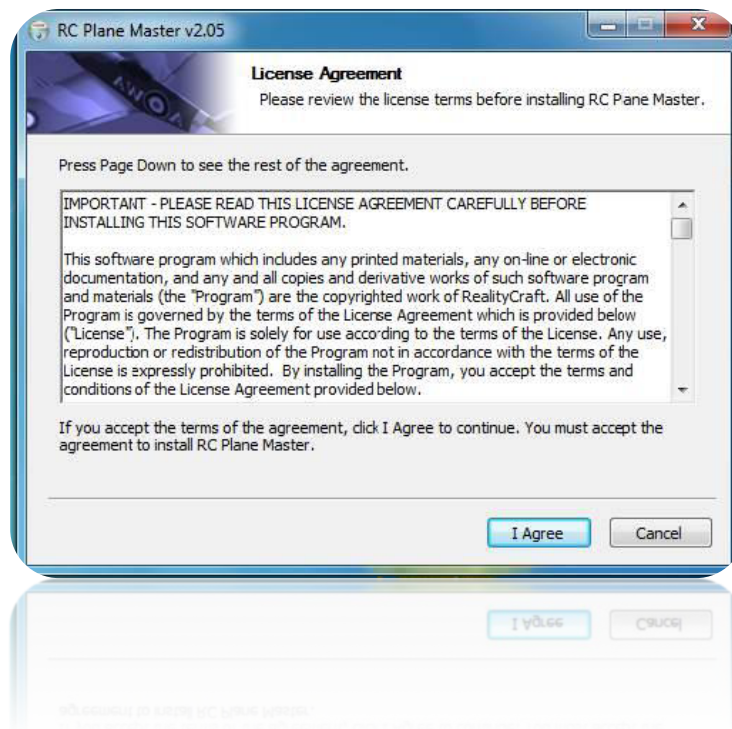 RC Plane Master v2.05
License Agreement
Please review the license terms before installing RC Pane Master.
Press Page Down to see the rest of the agreement.
IMPORTANT - PLEASE READ THIS LICENSE AGREEMENT CAREFULLY BEFORE
INSTALLING THIS SOFTWARE PROGRAM.
This software program which includes any printed materials, any on-line or electronic
documentation, and any and all copies and derivative works of such software program
and materials (the "Program") are the copyrighted work of RealityCraft. All use of the
Program is governed by the terms of the License Agreement which is provided below
("License"). The Program is solely for use according to the terms of the License. Any use,
reproduction or redistribution of the Program not in accordance with the terms of the
License is expressly prohibited.  By installing the Program, you accept the terms and
conditions of the License Agreement provided below.
If you accept the terms of the agreement, click I Agree to continue. You must accept the
agreement to install RC Plane Master.
I Agree
Cancel